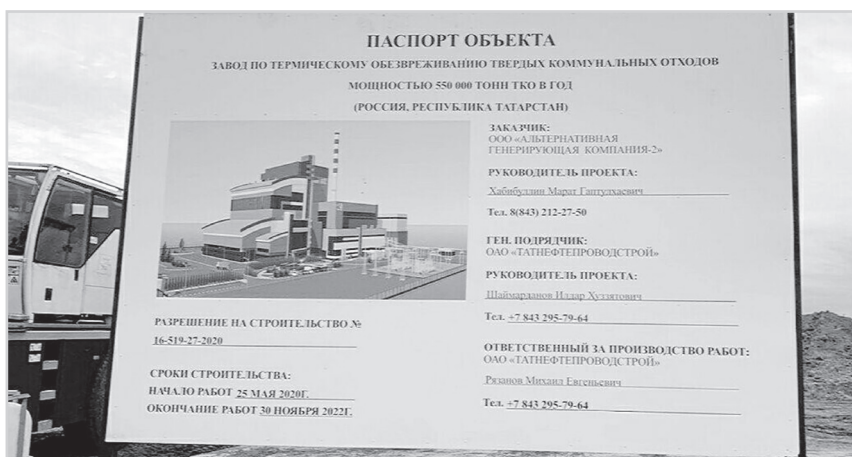 ПАСПОРТ ОБЪЕКТА
ЗАВОД ПО ТЕРМИЧЕСКОМУ ОБЕЗВРЕЖИВАНИЮ ТВЕРДЫХ КОММУНАЛЬНЫХ ОТХОДОВ
МОЩНОСТЬЮ 550 000 ТОНН ТКО В ГОД
(РОССИЯ, РЕСПУБЛИКА ТАТАРСТАН)
ЗАКАЗЧИК:
ООО «АЛЬТЕРНАТИВНАЯ
ГЕНЕРИРУЮЩАЯ КОМПАНИЯ-2»
РУКОВОДИТЕЛЬ ПРОЕКТА:
Хабибуллин Марат Гаптулхаевич
Тел. 8(843) 212-27-50
ГЕН. ПОДРЯДЧИК:
ОАО «ТАТНЕФТЕПРОВОДСТРОЙ»
РУКОВОДИТЕЛЬ ПРОЕКТА:
Шаймарданов Илдар Хуззятович
Тел. +7 843 295-79-64
ОТВЕТСТВЕННЫЙ ЗА ПРОИЗВОДСТВО РАБОТ:
ОАО «ТАТНЕФТЕПРОВОДСТРОЙ»
Рязанов Михаил Евгеньевич
Тел. +7 843 295-79-64
РАЗРЕШЕНИЕ НА СТРОИТЕЛЬСТВО №
16-519-27-2020
СРОКИ СТРОИТЕЛЬСТВА:
НАЧАЛО РАБОТ 25 МАЯ 2020Г.
ОКОНЧАНИЕ РАБОТ 30 НОЯБРЯ 2022Г.